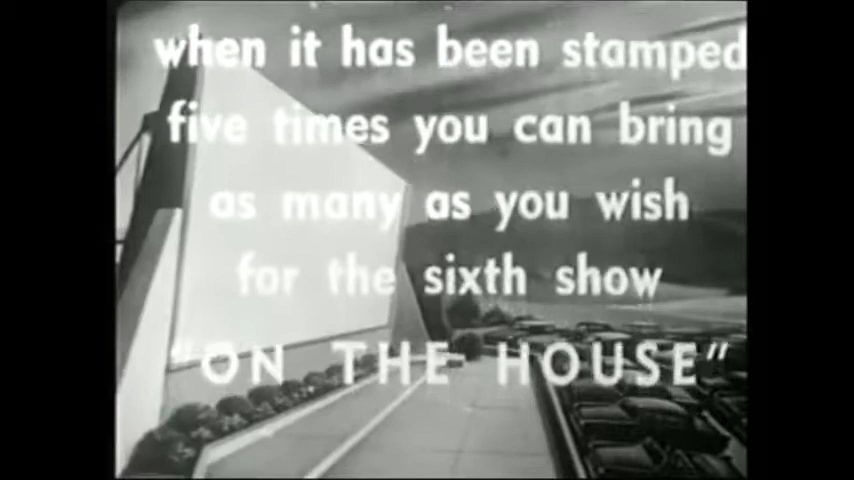 when it has been stamped
five times you can bring
as many as you wish
for the sixth show
"ON THE HOUSE"